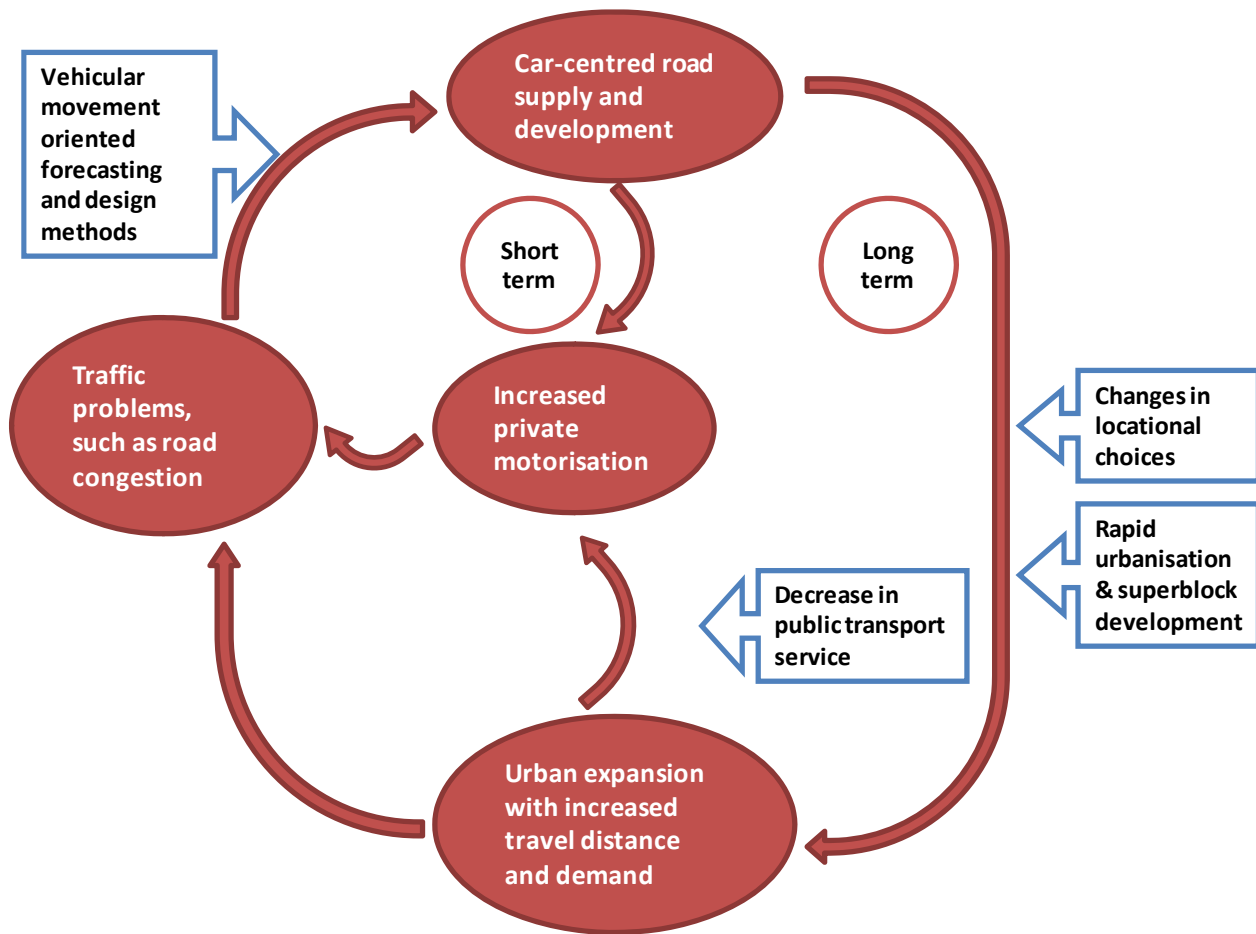 Vehicular
movement
oriented
forecasting
and design
methods
Car-centred road
supply and
development
Short
term
Long
term
Traffic
problems,
such as road
congestion
Increased
private
motorisation
Changes in
locational
choices
Rapid
urbanisation
& superblock
development
Decrease in
public transport
service
Urban expansion
with increased
travel distance
and demand